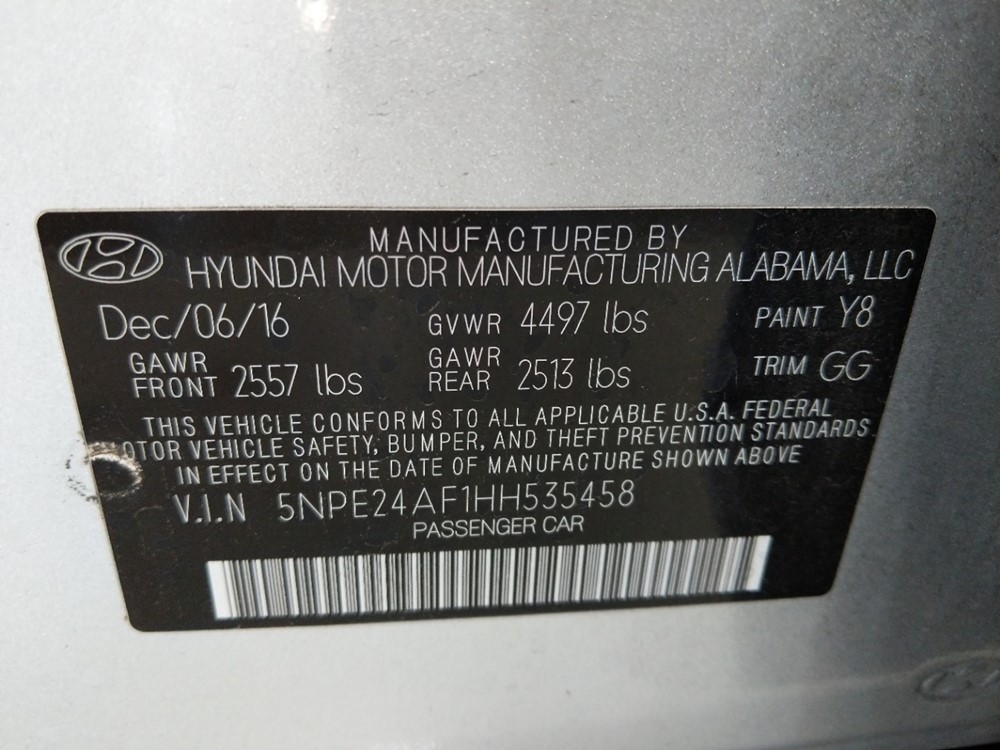 MANUFACTURED BY
HYUNDAI MOTOR MANUFACTURING ALABAMA, LLC
Dec/06/16 GVWR 4497 lbs PAINT Y8
GAWR FRONT 2557 lbs GAWR REAR 2513 lbs TRIM GG
THIS VEHICLE CONFORMS TO ALL APPLICABLE U.S.A. FEDERAL
OTOR VEHICLE SAFETY, BUMPER, AND THEFT PREVENTION STANDARDS
IN EFFECT ON THE DATE OF MANUFACTURE SHOWN ABOVE
V.I.N 5NPE24AF1HH535458
PASSENGER CAR